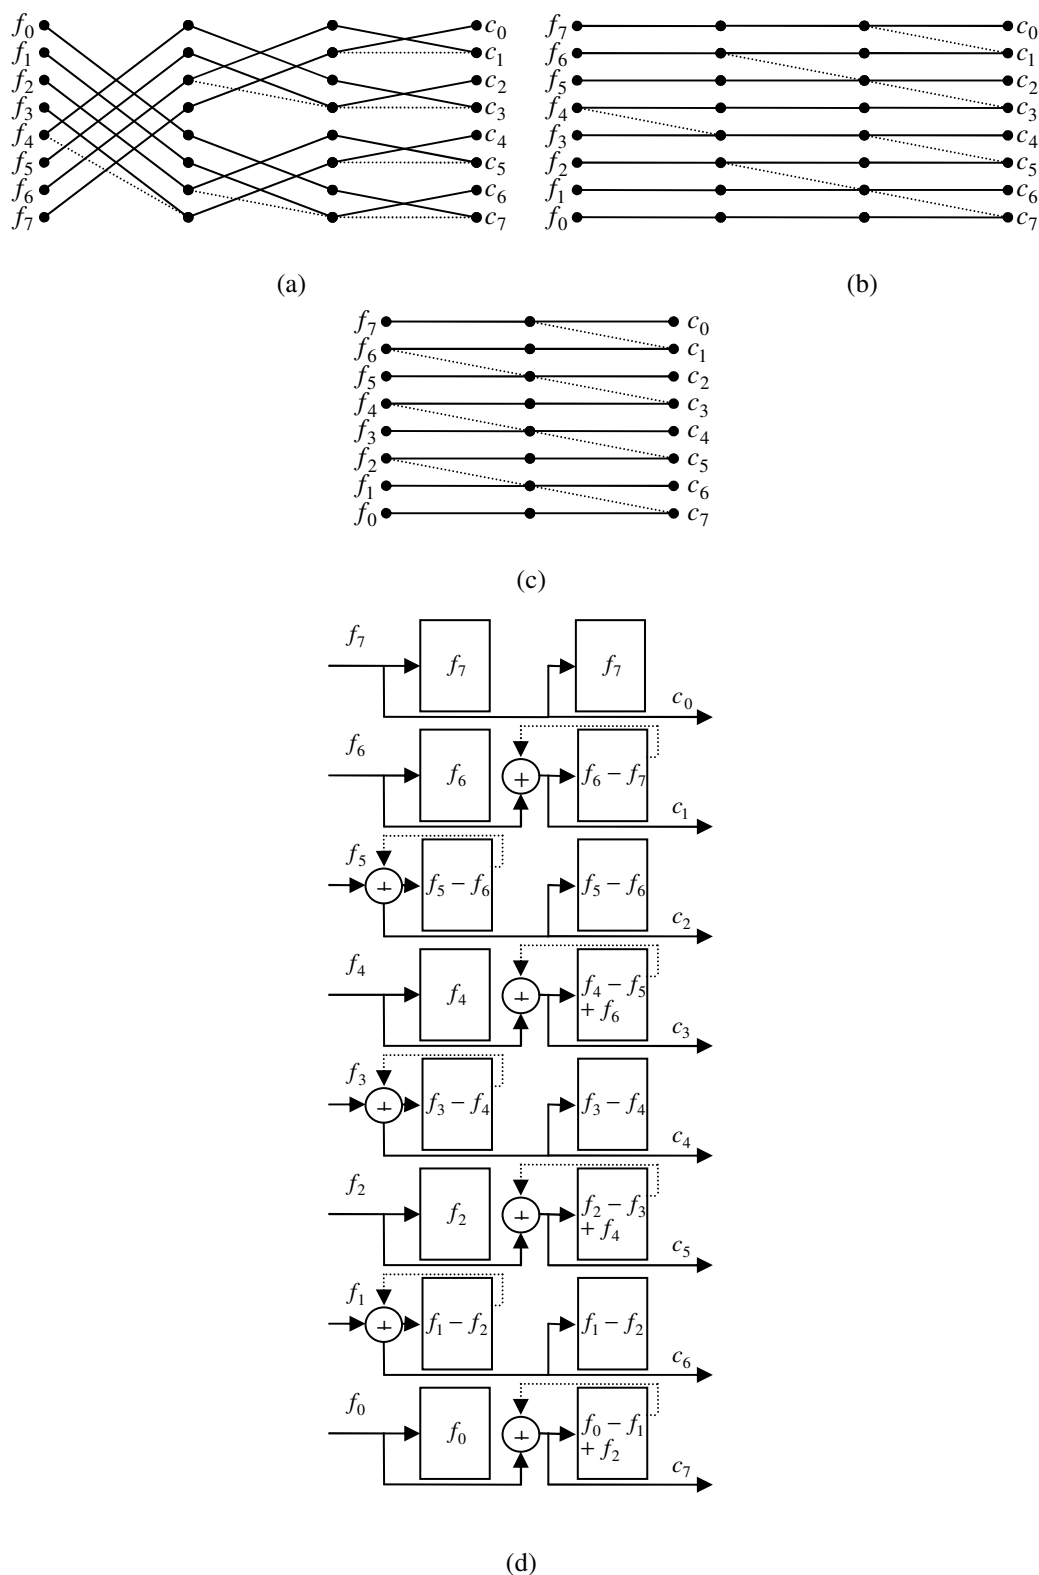 f₀ c₀ f₇ c₀
f₁ c₁ f₆ c₁
f₂ c₂ f₅ c₂
f₃ c₃ f₄ c₃
f₄ c₄ f₃ c₄
f₅ c₅ f₂ c₅
f₆ c₆ f₁ c₆
f₇ c₇ f₀ c₇
(a) (b)
f₇ c₀
f₆ c₁
f₅ c₂
f₄ c₃
f₃ c₄
f₂ c₅
f₁ c₆
f₀ c₇
(c)
f₇
f₇ f₇
c₀
f₆
f₆ + f₆ – f₇
c₁
f₅
+ f₅ – f₆ f₅ – f₆
c₂
f₄
f₄ + f₄ – f₅
+ f₆
c₃
f₃
+ f₃ – f₄ f₃ – f₄
c₄
f₂
f₂ + f₂ – f₃
+ f₄
c₅
f₁
+ f₁ – f₂ f₁ – f₂
c₆
f₀
f₀ + f₀ – f₁
+ f₂
c₇
(d)